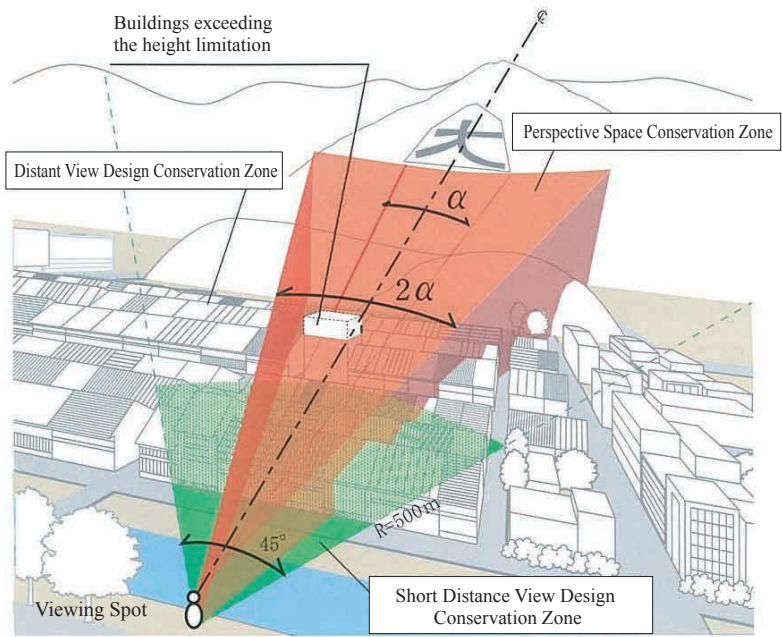 Buildings exceeding
the height limitation
℄
大
Perspective Space Conservation Zone
Distant View Design Conservation Zone
α
2α
R=500m
45°
Viewing Spot
Short Distance View Design
Conservation Zone